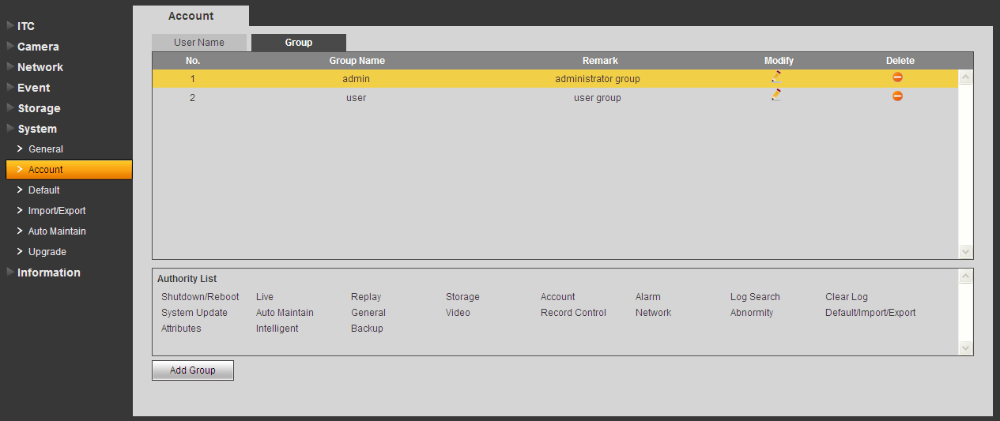 ITC
Camera
Network
Event
Storage
System
General
Account
Default
Import/Export
Auto Maintain
Upgrade
Information
Account
User Name Group
No. Group Name Remark Modify Delete
1 admin administrator group
2 user user group
Authority List
Shutdown/Reboot Live Replay Storage Account Alarm Log Search Clear Log
System Update Auto Maintain General Video Record Control Network Abnormity Default/Import/Export
Attributes Intelligent Backup
Add Group